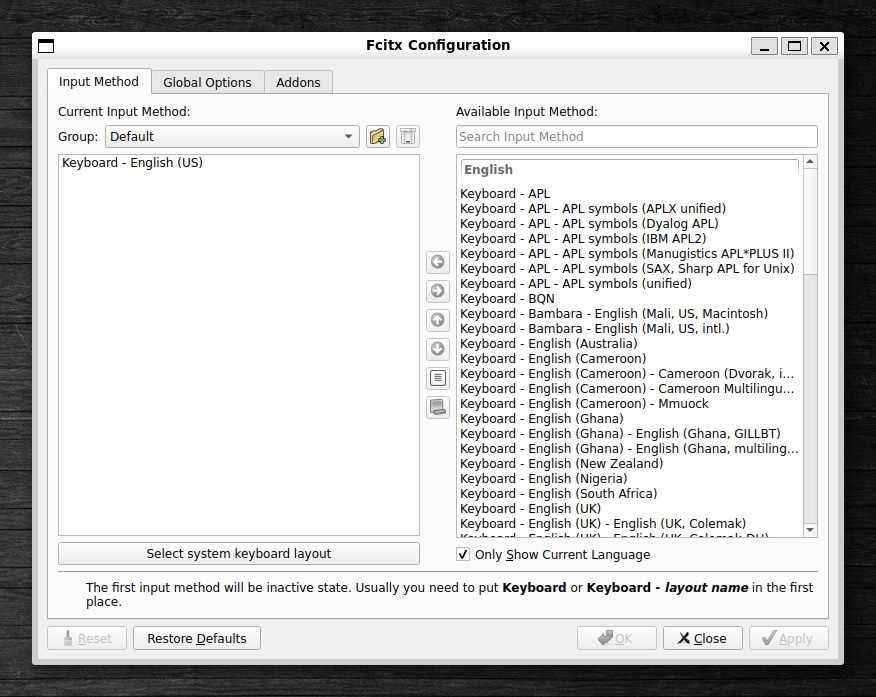 Fcitx Configuration
Input Method
Global Options
Addons
Current Input Method:
Group:
Default
Keyboard - English (US)
Select system keyboard layout
Available Input Method:
Search Input Method
English
Keyboard - APL
Keyboard - APL - APL symbols (APLX unified)
Keyboard - APL - APL symbols (Dyalog APL)
Keyboard - APL - APL symbols (IBM APL2)
Keyboard - APL - APL symbols (Manugistics APL*PLUS II)
Keyboard - APL - APL symbols (SAX, Sharp APL for Unix)
Keyboard - APL - APL symbols (unified)
Keyboard - BQN
Keyboard - Bambara - English (Mali, US, Macintosh)
Keyboard - Bambara - English (Mali, US, intl.)
Keyboard - English (Australia)
Keyboard - English (Cameroon)
Keyboard - English (Cameroon) - Cameroon (Dvorak, i...
Keyboard - English (Cameroon) - Cameroon Multilingu...
Keyboard - English (Cameroon) - Mmuock
Keyboard - English (Ghana)
Keyboard - English (Ghana) - English (Ghana, GILLBT)
Keyboard - English (Ghana) - English (Ghana, multiling...
Keyboard - English (New Zealand)
Keyboard - English (Nigeria)
Keyboard - English (South Africa)
Keyboard - English (UK)
Keyboard - English (UK) - English (UK, Colemak)
Keyboard - English (UK) - English (UK, Colemak-DH)
Only Show Current Language
The first input method will be inactive state. Usually you need to put Keyboard or Keyboard - layout name in the first
place.
Reset
Restore Defaults
OK
Close
Apply